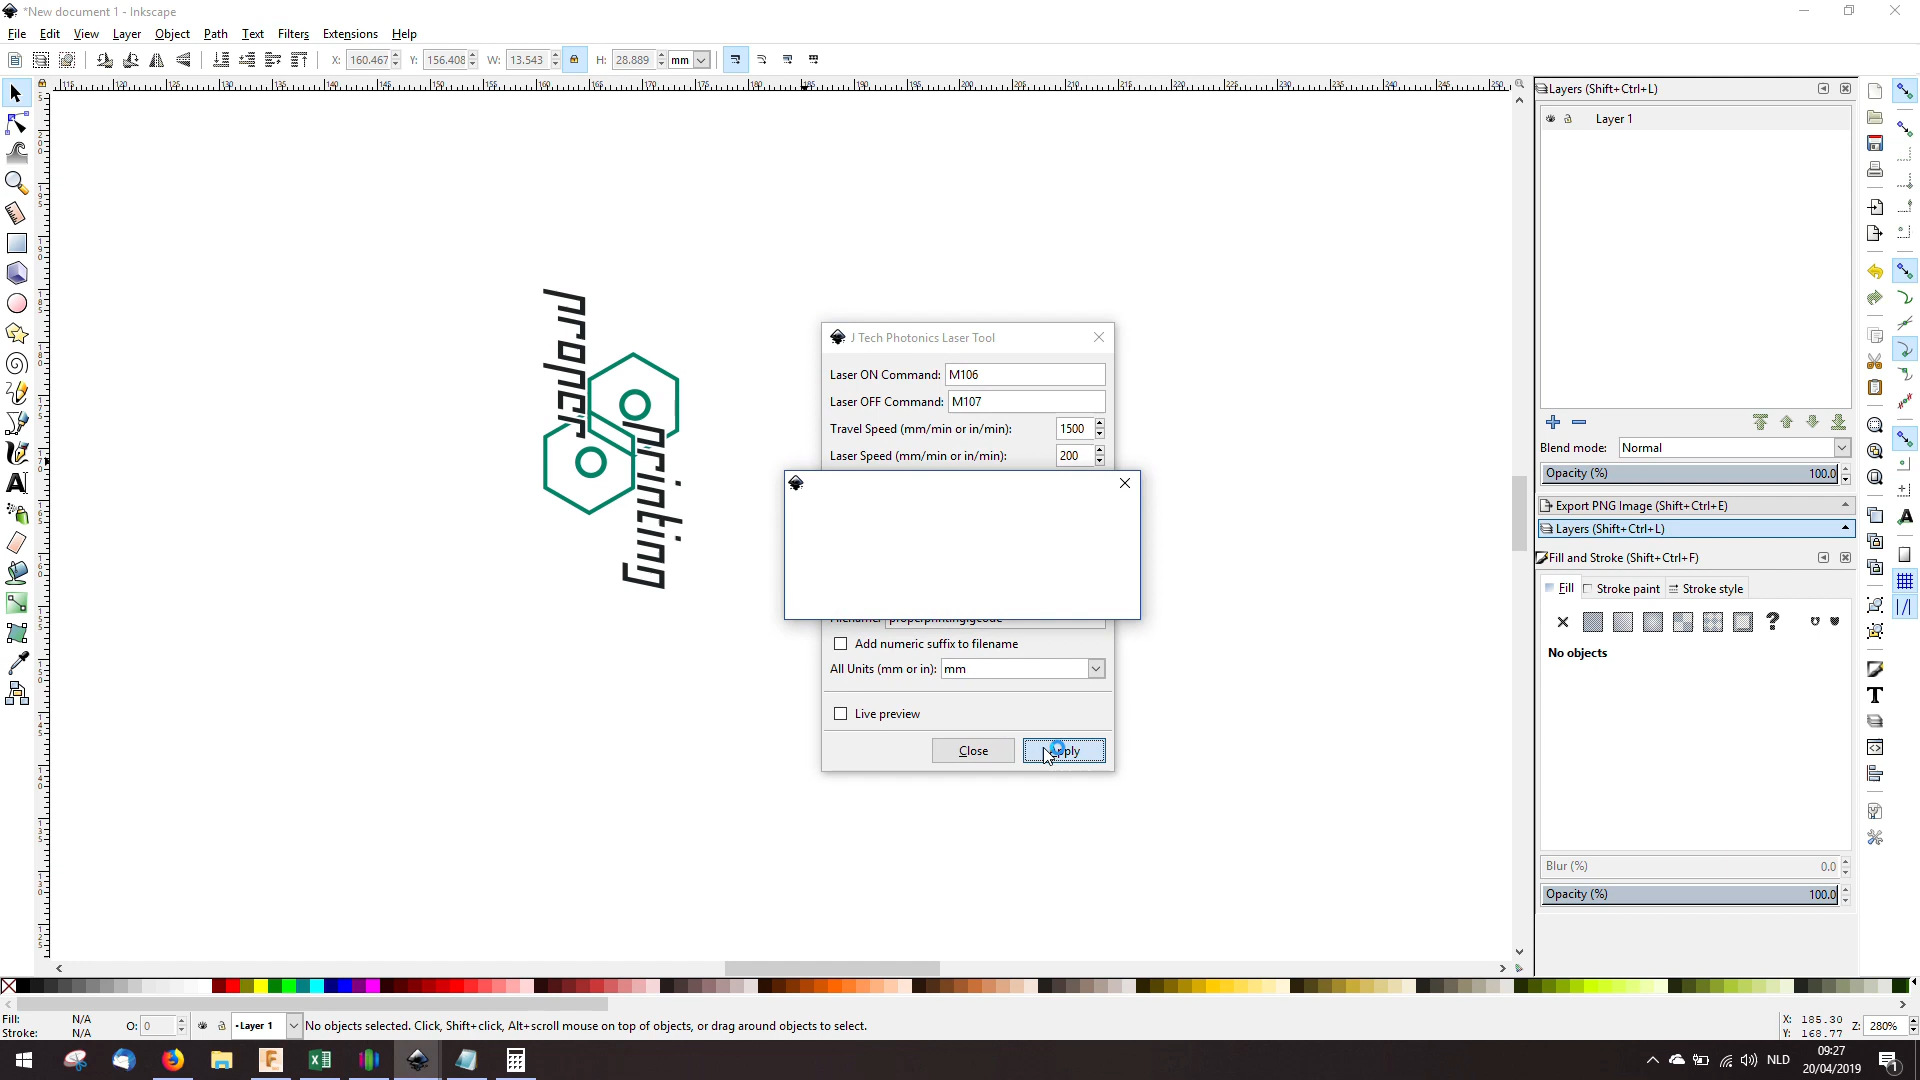 *New document 1 - Inkscape
File Edit View Layer Object Path Text Filters Extensions Help
X: 160.467 Y: 156.408 W: 13.543 H: 28.889 mm
Layers (Shift+Ctrl+L)
Layer 1
proper
printing
J Tech Photonics Laser Tool
Laser ON Command: M106
Laser OFF Command: M107
Travel Speed (mm/min or in/min): 1500
Laser Speed (mm/min or in/min): 200
Add numeric suffix to filename
All Units (mm or in): mm
Live preview
Close
Blend mode: Normal
Opacity (%) 100.0
Export PNG Image (Shift+Ctrl+E)
Layers (Shift+Ctrl+L)
Fill and Stroke (Shift+Ctrl+F)
Fill Stroke paint Stroke style
No objects
Blur (%) 0.0
Opacity (%) 100.0
Fill: N/A
Stroke: N/A
O: 0
Layer 1
No objects selected. Click, Shift+click, Alt+scroll mouse on top of objects, or drag around objects to select.
X: 185.30
Y: 168.77
Z: 280%
NLD
09:27
20/04/2019